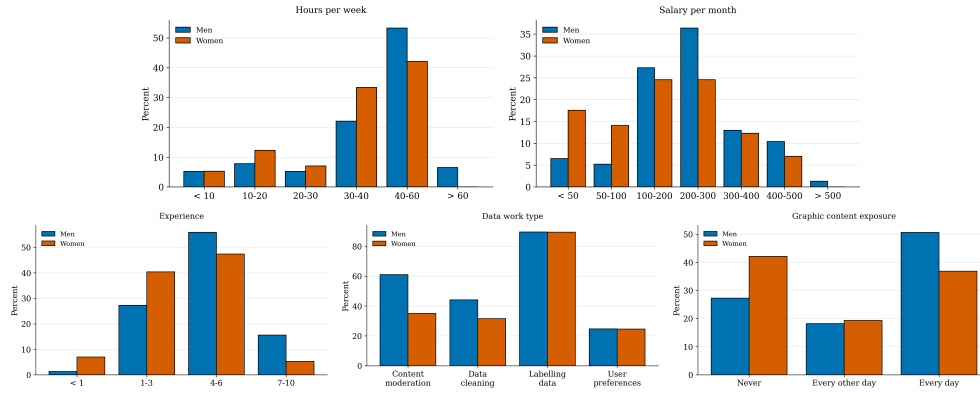 Hours per week
Percent
50
40
30
20
10
0
Men
Women
< 10
10-20
20-30
30-40
40-60
> 60
Salary per month
Percent
35
30
25
20
15
10
5
0
Men
Women
< 50
50-100
100-200
200-300
300-400
400-500
> 500
Experience
Percent
50
40
30
20
10
0
Men
Women
< 1
1-3
4-6
7-10
Data work type
Percent
80
60
40
20
0
Men
Women
Content
moderation
Data
cleaning
Labelling
data
User
preferences
Graphic content exposure
Percent
50
40
30
20
10
0
Men
Women
Never
Every other day
Every day